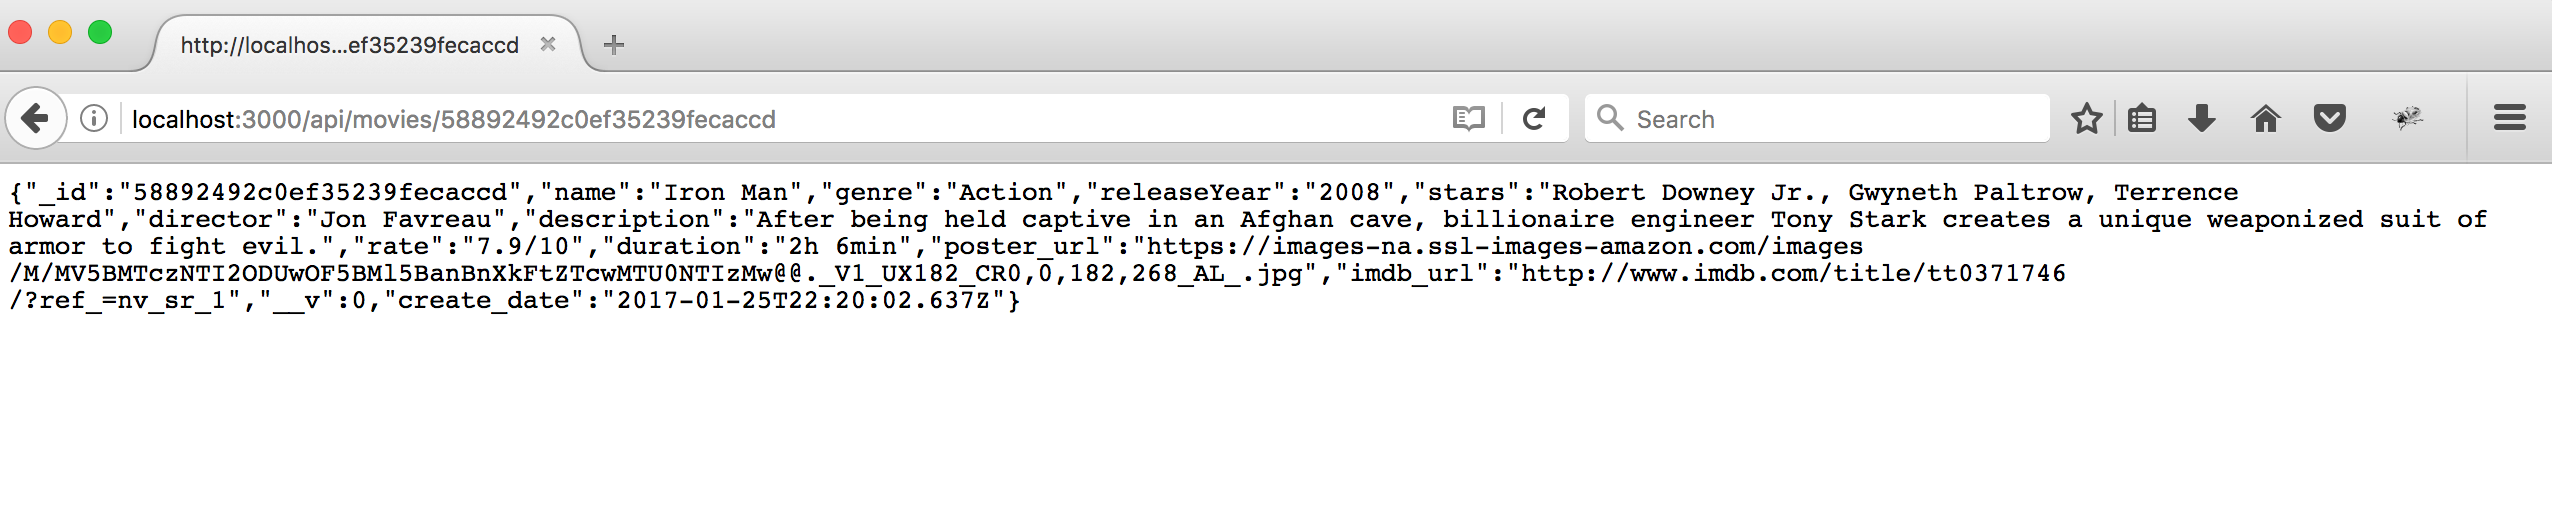 http://localhos...ef35239fecaccd
localhost:3000/api/movies/58892492c0ef35239fecaccd
Search
{"_id":"58892492c0ef35239fecaccd","name":"Iron Man","genre":"Action","releaseYear":"2008","stars":"Robert Downey Jr., Gwyneth Paltrow, Terrence
Howard","director":"Jon Favreau","description":"After being held captive in an Afghan cave, billionaire engineer Tony Stark creates a unique weaponized suit of
armor to fight evil.","rate":"7.9/10","duration":"2h 6min","poster_url":"https://images-na.ssl-images-amazon.com/images
/M/MV5BMTczNTI2ODUwOF5BMl5BanBnXkFtZTcwMTU0NTIzMw@@._V1_UX182_CR0,0,182,268_AL_.jpg","imdb_url":"http://www.imdb.com/title/tt0371746
/?ref_=nv_sr_1","__v":0,"create_date":"2017-01-25T22:20:02.637Z"}